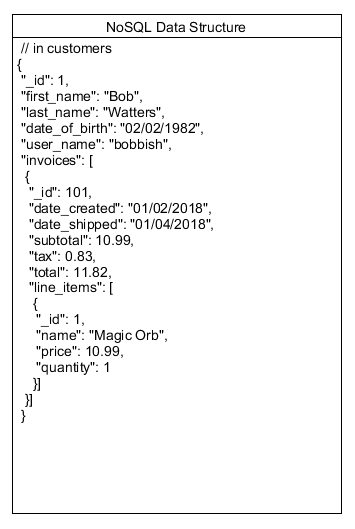 NoSQL Data Structure
// in customers
{
"_id": 1,
"first_name": "Bob",
"last_name": "Watters",
"date_of_birth": "02/02/1982",
"user_name": "bobbish",
"invoices": [
{
"_id": 101,
"date_created": "01/02/2018",
"date_shipped": "01/04/2018",
"subtotal": 10.99,
"tax": 0.83,
"total": 11.82,
"line_items": [
{
"_id": 1,
"name": "Magic Orb",
"price": 10.99,
"quantity": 1
}]
}]
}